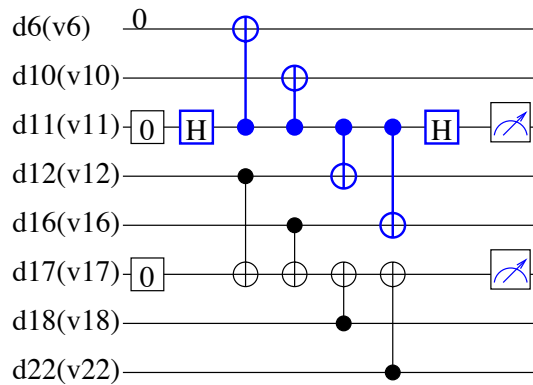 d6(v6) 0
d10(v10)
d11(v11) 0 H H
d12(v12)
d16(v16)
d17(v17) 0
d18(v18)
d22(v22)